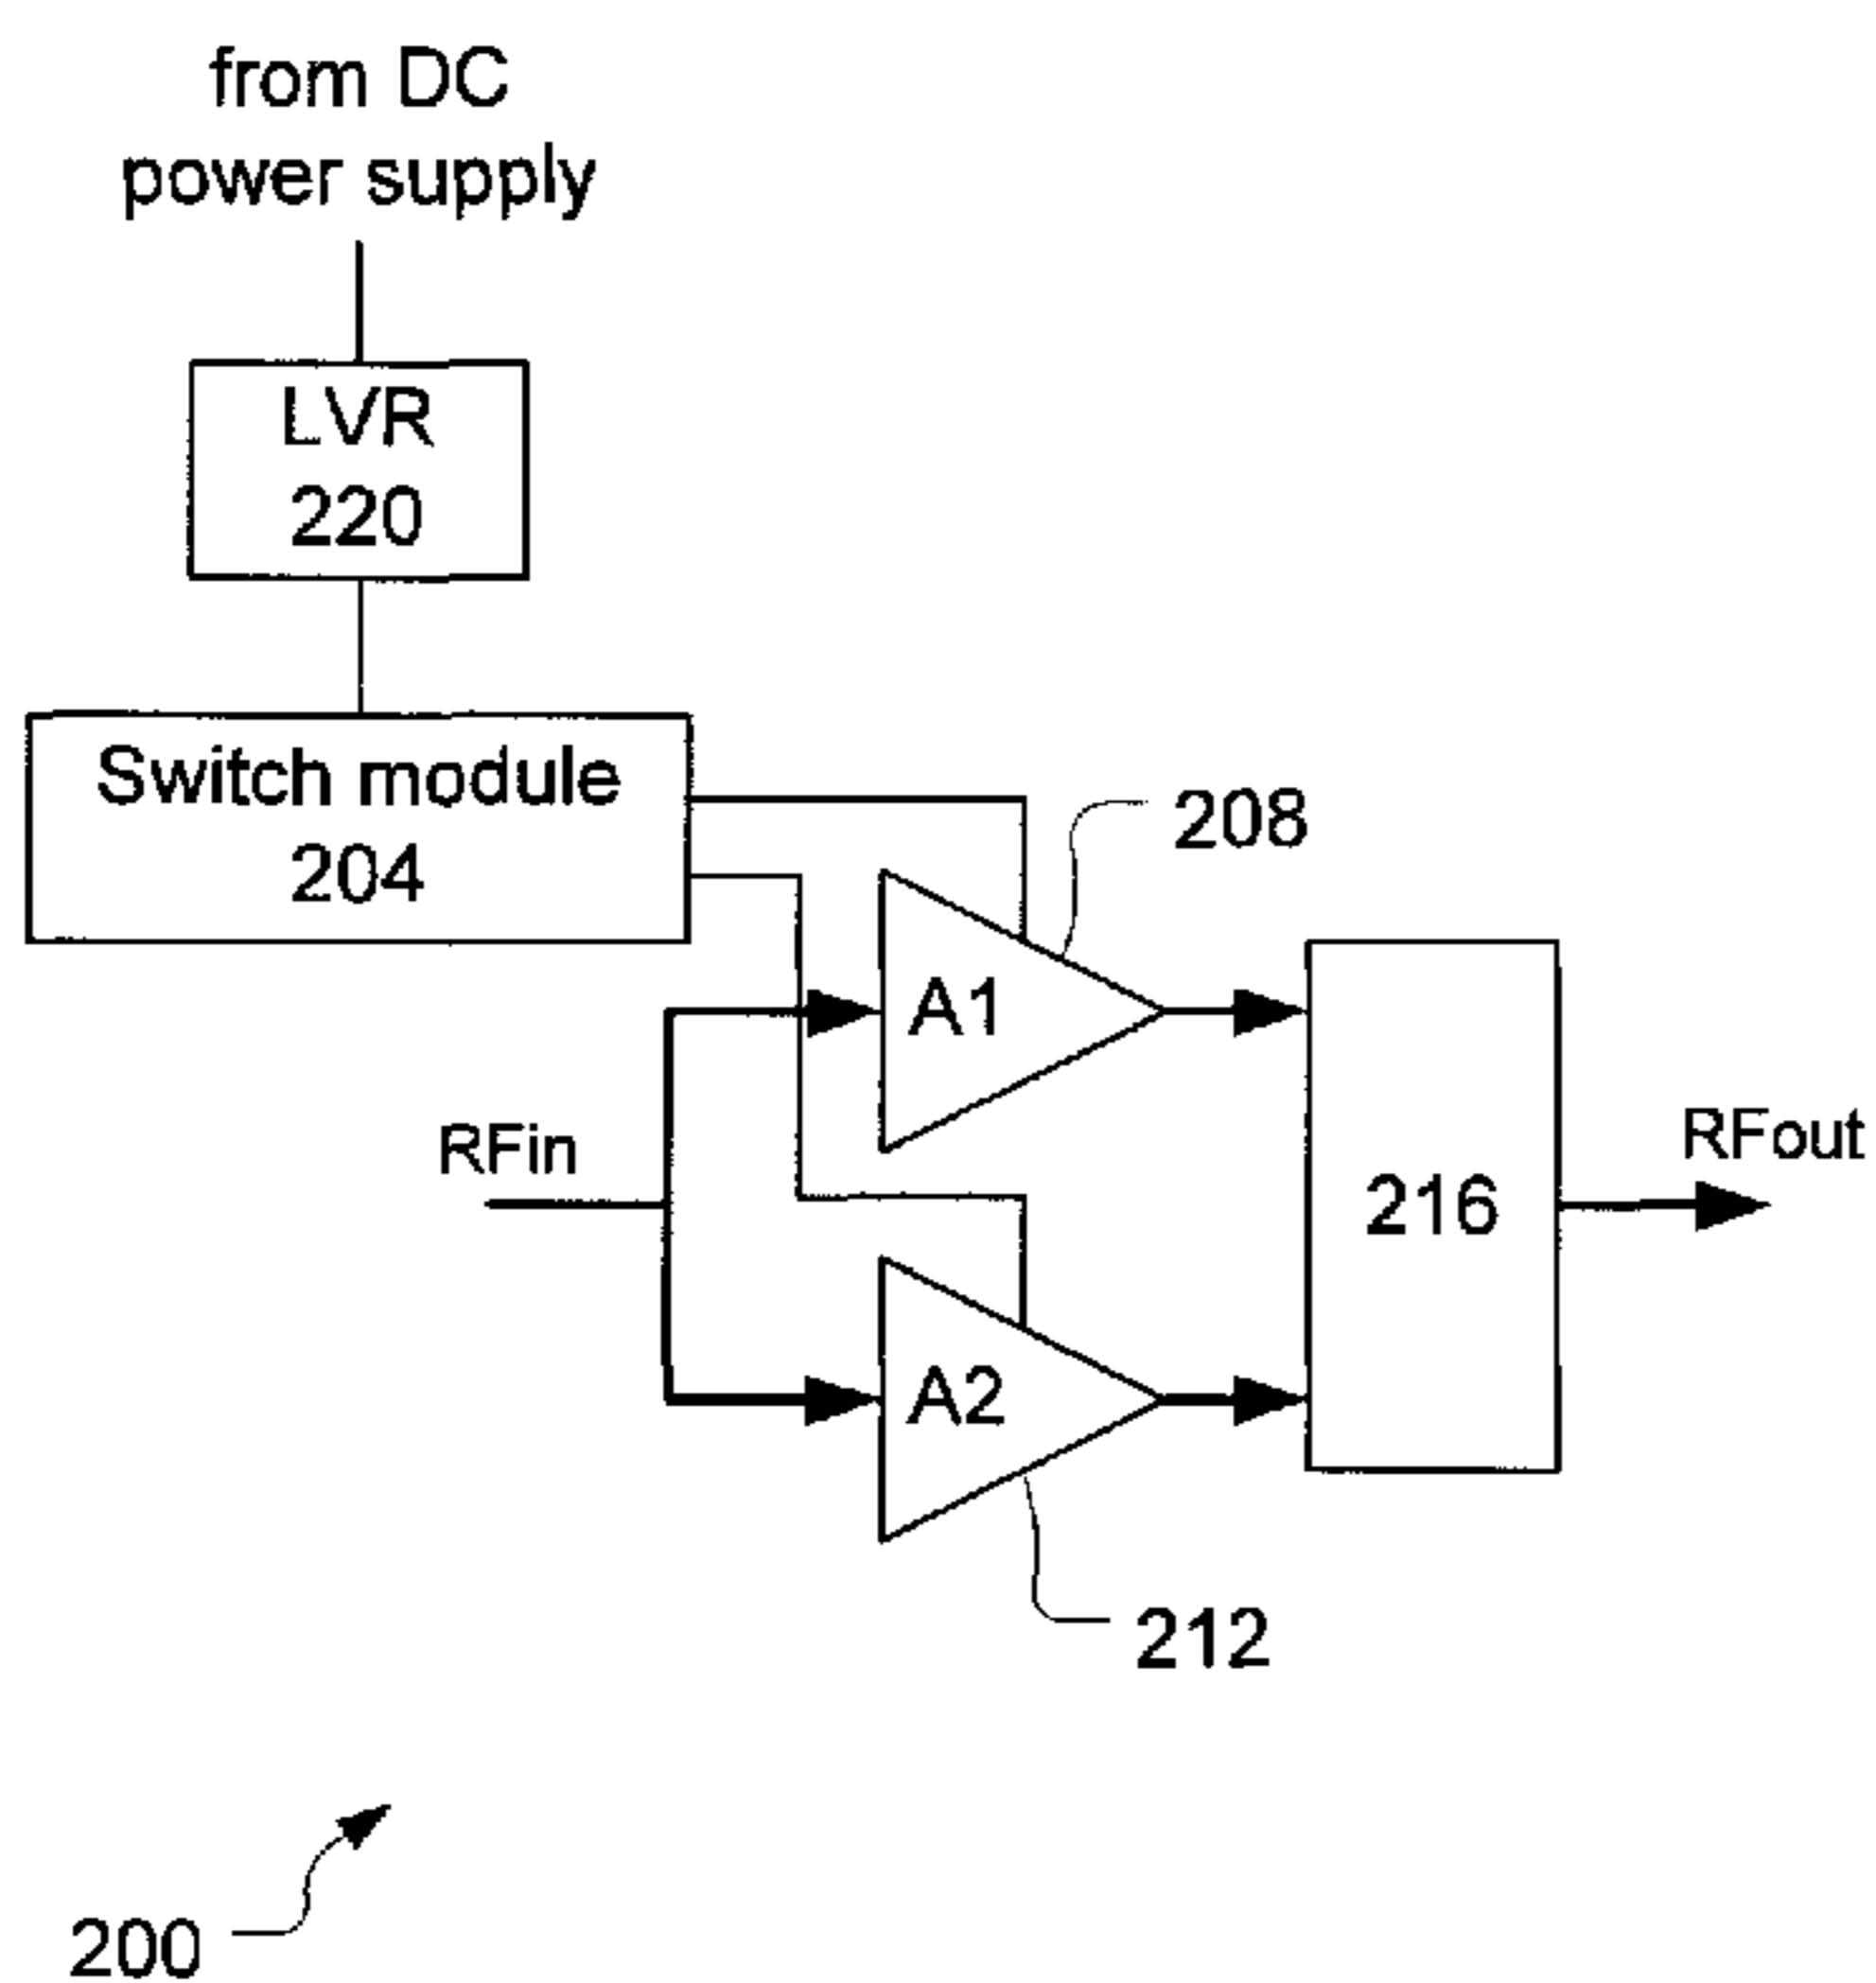 from DC
power supply
LVR
220
Switch module
204
208
A1
RFin
RFout
216
A2
212
200